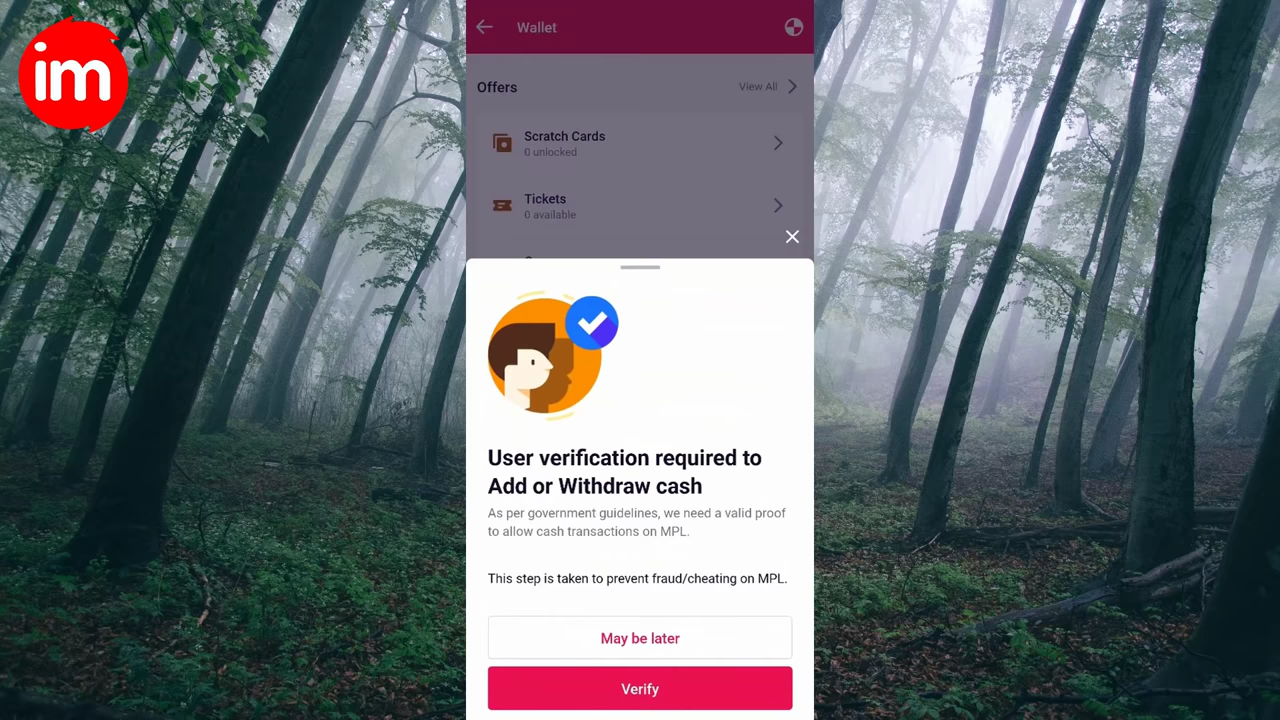 im
Wallet
Offers
View All
Scratch Cards
0 unlocked
Tickets
0 available
User verification required to
Add or Withdraw cash
As per government guidelines, we need a valid proof
to allow cash transactions on MPL.
This step is taken to prevent fraud/cheating on MPL.
May be later
Verify